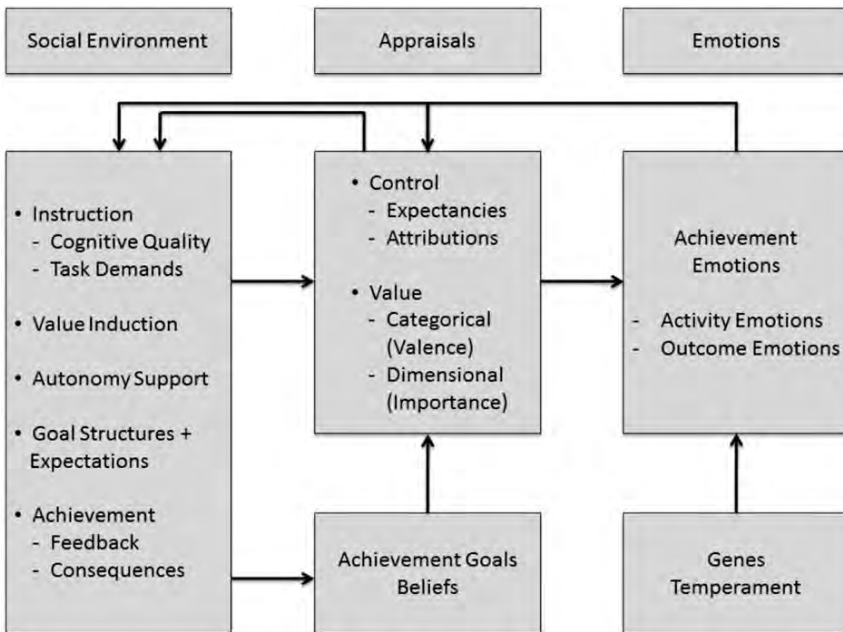 Social Environment
Appraisals
Emotions
• Instruction
- Cognitive Quality
- Task Demands
• Value Induction
• Autonomy Support
• Goal Structures +
Expectations
• Achievement
- Feedback
- Consequences
• Control
- Expectancies
- Attributions
• Value
- Categorical
(Valence)
- Dimensional
(Importance)
Achievement Goals
Beliefs
Achievement
Emotions
- Activity Emotions
- Outcome Emotions
Genes
Temperament